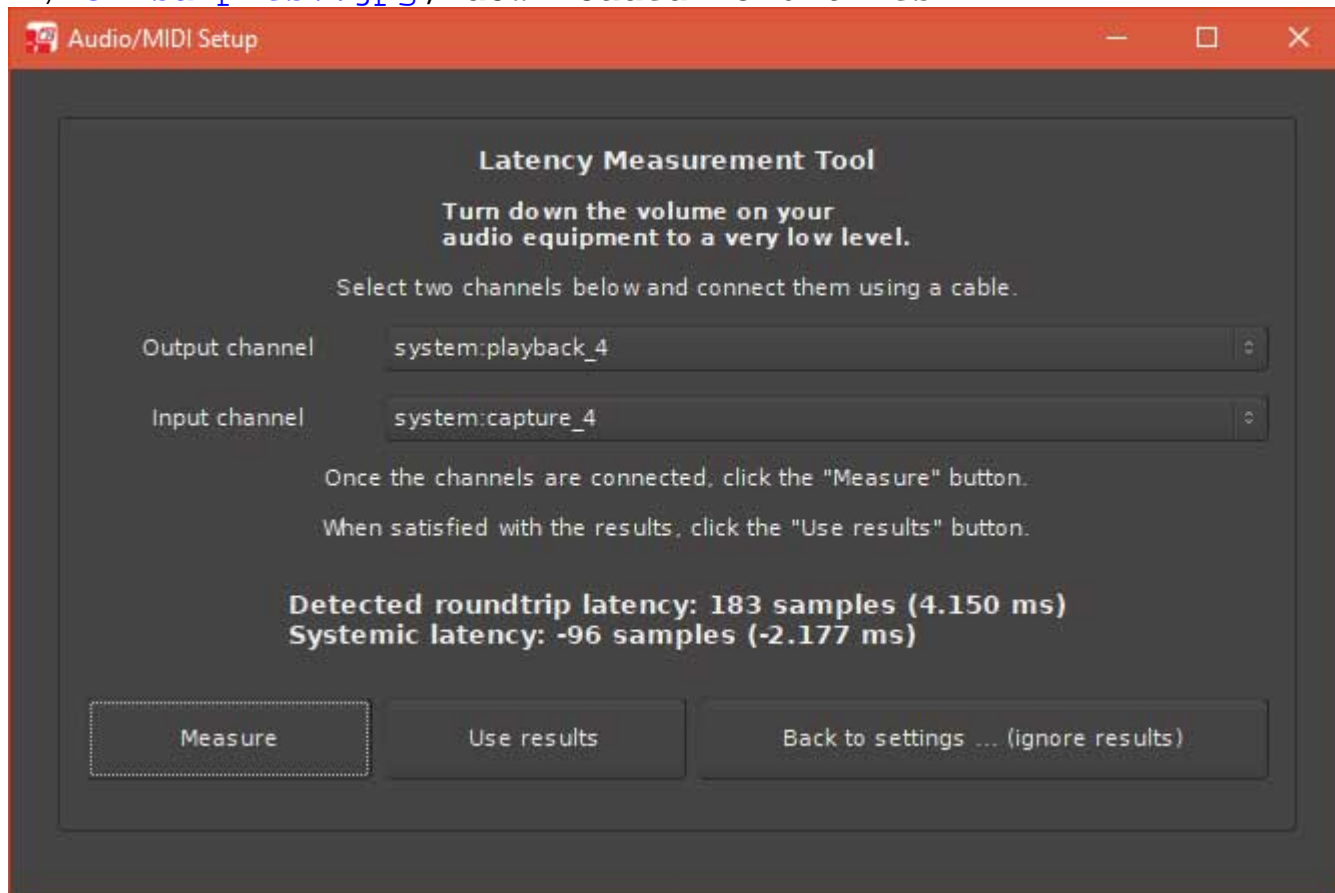 Audio/MIDI Setup
Latency Measurement Tool
Turn down the volume on your
audio equipment to a very low level.
Select two channels below and connect them using a cable.
Output channel system:playback_4
Input channel system:capture_4
Once the channels are connected, click the "Measure" button.
When satisfied with the results, click the "Use results" button.
Detected roundtrip latency: 183 samples (4.150 ms)
Systemic latency: -96 samples (-2.177 ms)
Measure Use results Back to settings ... (ignore results)